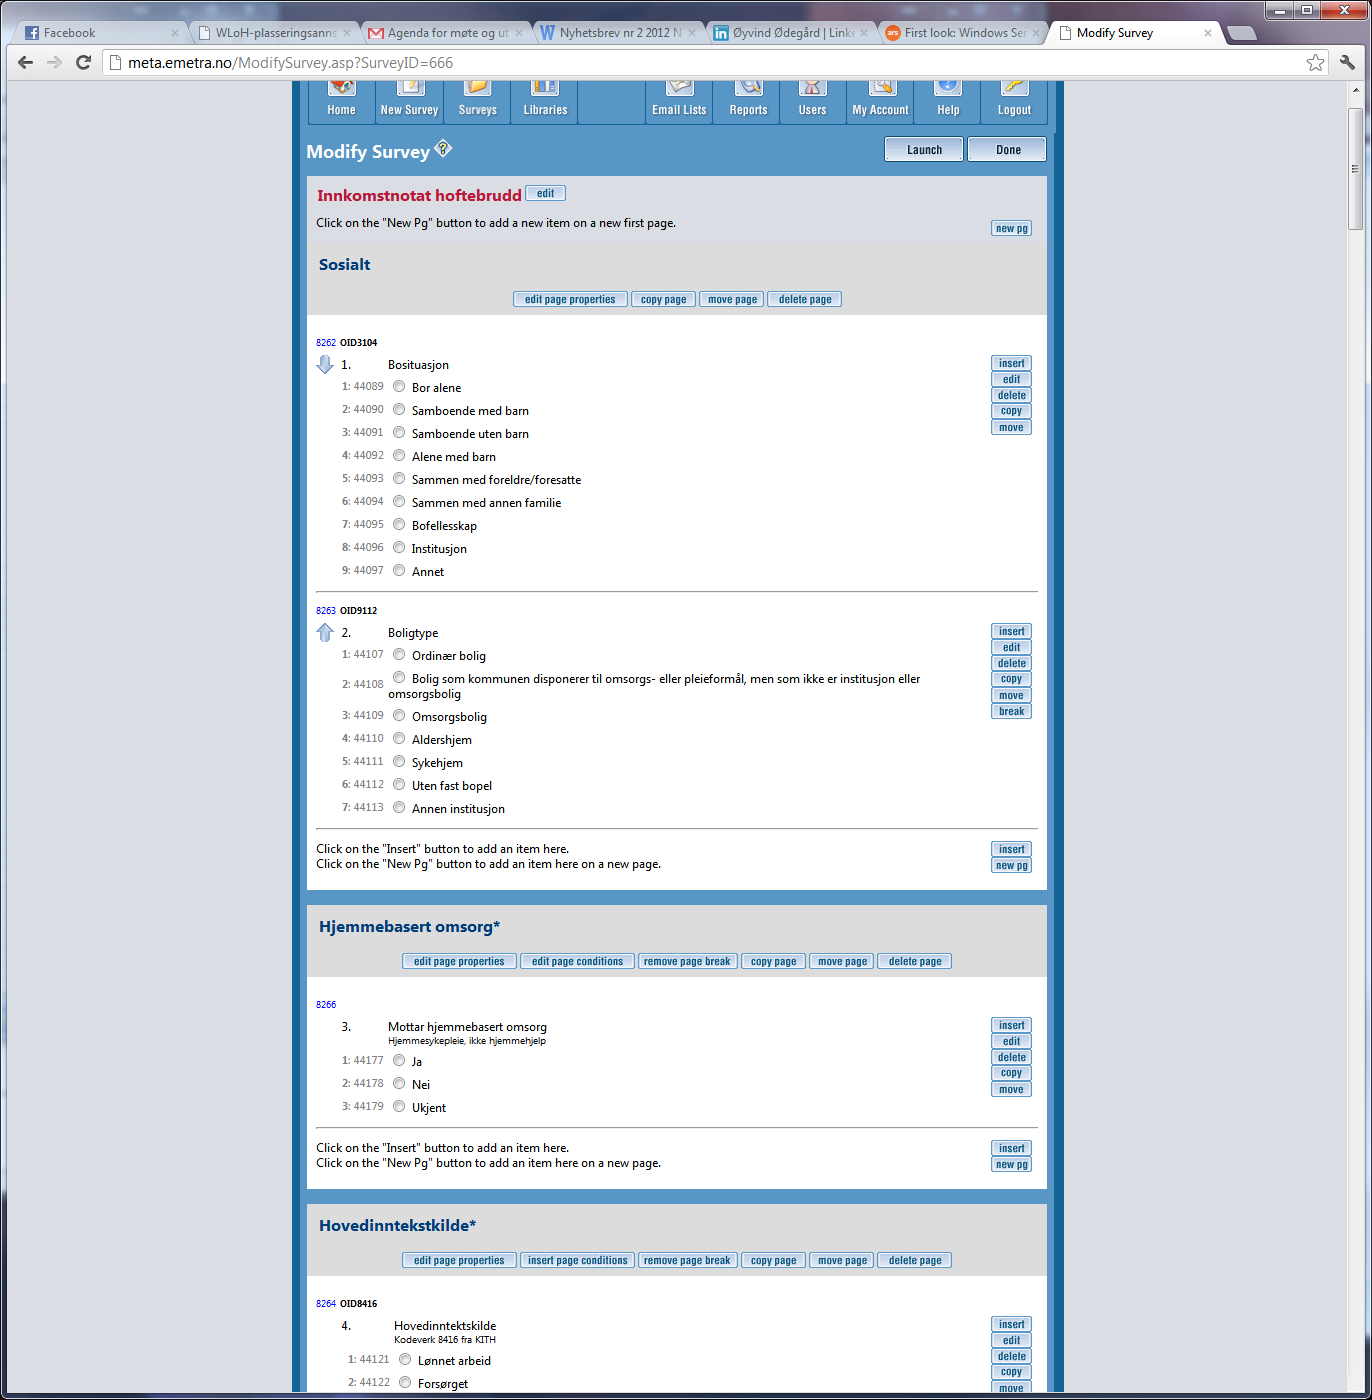 Facebook
WLoH-plasseringsanns
Agenda for møte og ut
Nyhetsbrev nr 2 2012 N
Øyvind Ødegård | Linke
First look: Windows Ser
Modify Survey
meta.emetra.no/ModifySurvey.asp?SurveyID=666
Home New Survey Surveys Libraries Email Lists Reports Users My Account Help Logout
Modify Survey ?
Launch Done
Innkomstnotat hoftebrudd edit
Click on the "New Pg" button to add a new item on a new first page. new pg
Sosialt
edit page properties copy page move page delete page
8262 OID3104
1. Bosituasjon
1: 44089 Bor alene
2: 44090 Samboende med barn
3: 44091 Samboende uten barn
4: 44092 Alene med barn
5: 44093 Sammen med foreldre/foresatte
6: 44094 Sammen med annen familie
7: 44095 Bofellesskap
8: 44096 Institusjon
9: 44097 Annet
insert
edit
delete
copy
move
8263 OID9112
2. Boligtype
1: 44107 Ordinær bolig
2: 44108 Bolig som kommunen disponerer til omsorgs- eller pleieformål, men som ikke er institusjon eller
omsorgsbolig
3: 44109 Omsorgsbolig
4: 44110 Aldershjem
5: 44111 Sykehjem
6: 44112 Uten fast bopel
7: 44113 Annen institusjon
insert
edit
delete
copy
move
break
Click on the "Insert" button to add an item here. insert
Click on the "New Pg" button to add an item here on a new page. new pg
Hjemmebasert omsorg*
edit page properties edit page conditions remove page break copy page move page delete page
8266
3. Mottar hjemmebasert omsorg
Hjemmesykepleie, ikke hjemmehjelp
1: 44177 Ja
2: 44178 Nei
3: 44179 Ukjent
insert
edit
delete
copy
move
Click on the "Insert" button to add an item here. insert
Click on the "New Pg" button to add an item here on a new page. new pg
Hovedinntekstkilde*
edit page properties insert page conditions remove page break copy page move page delete page
8264 OID8416
4. Hovedinntektskilde
Kodeverk 8416 fra KITH
1: 44121 Lønnet arbeid
2: 44122 Forsørget
insert
edit
delete
copy
move